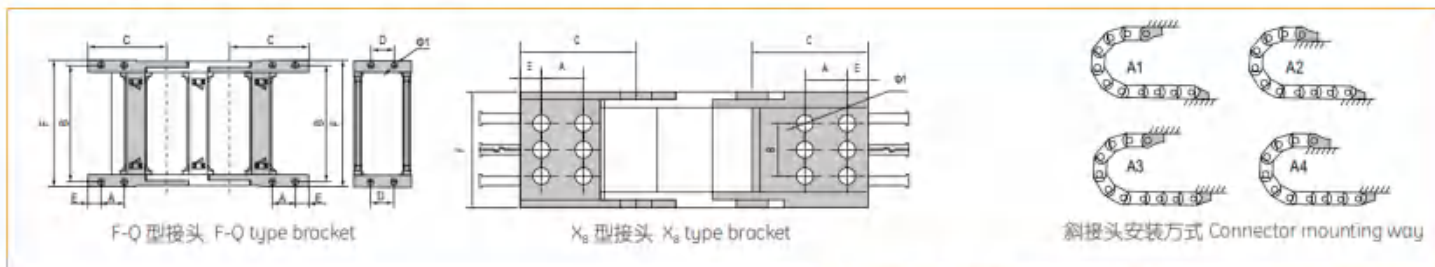 C C D Φ1
F B B F
E A A E D
F-Q 型接头 F-Q type bracket
C C
E A A E Φ1
F B
X₈ 型接头 X₈ type bracket
A1 A2
A3 A4
斜接头安装方式 Connector mounting way